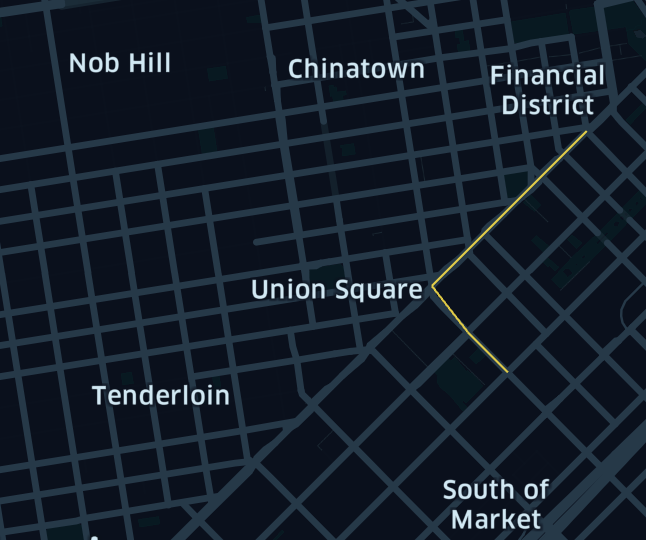 Nob Hill
Chinatown
Financial
District
Union Square
Tenderloin
South of
Market